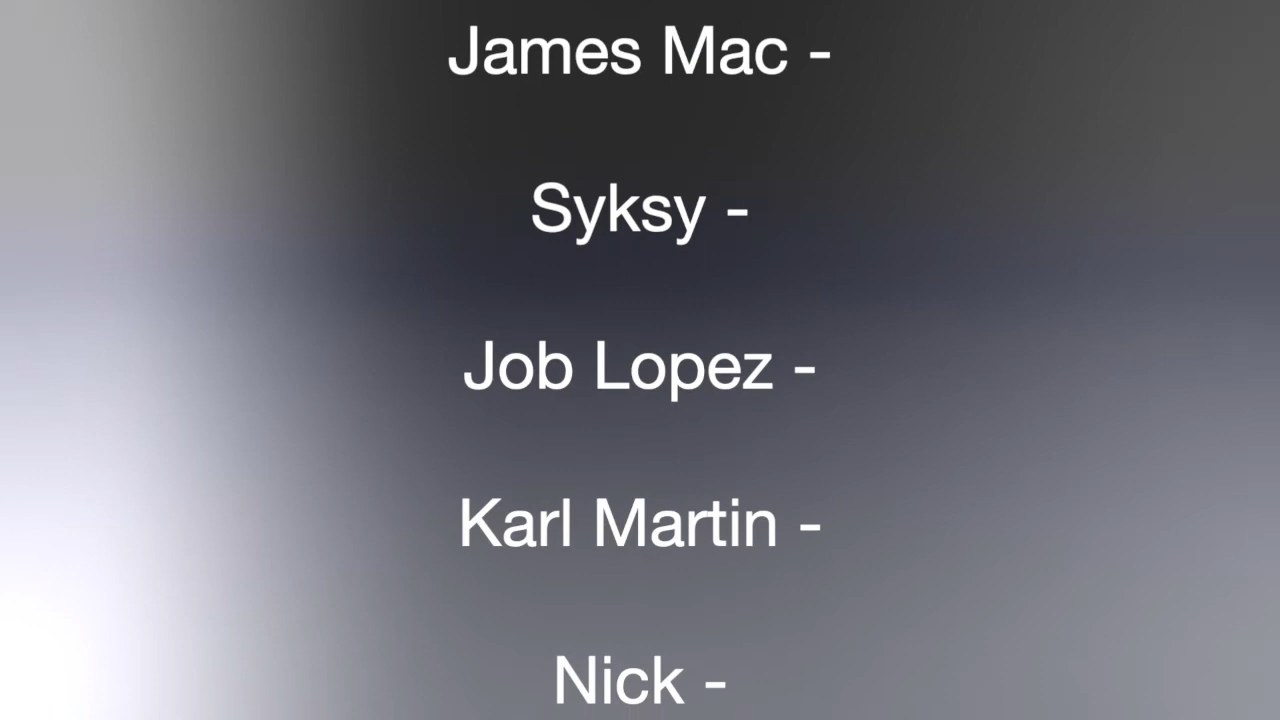 James Mac -
Syksy -
Job Lopez -
Karl Martin -
Nick -